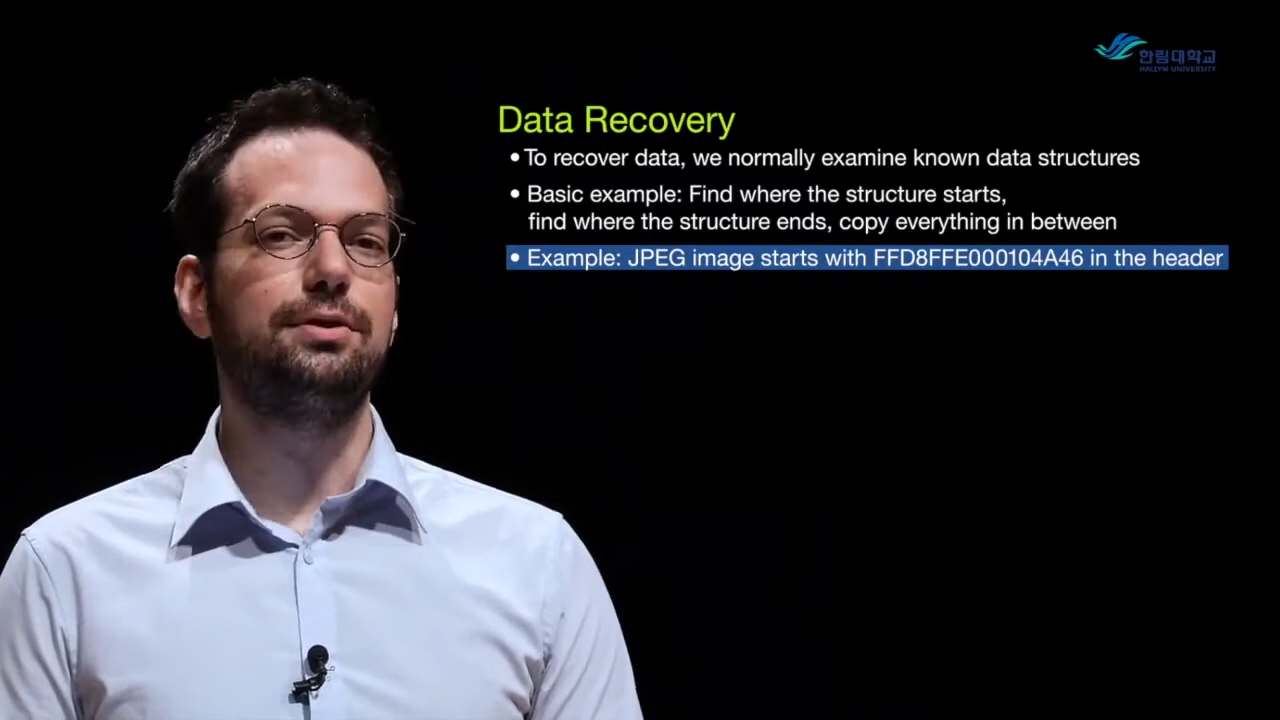 한림대학교
HALLYM UNIVERSITY
Data Recovery
• To recover data, we normally examine known data structures
• Basic example: Find where the structure starts,
find where the structure ends, copy everything in between
• Example: JPEG image starts with FFD8FFE000104A46 in the header